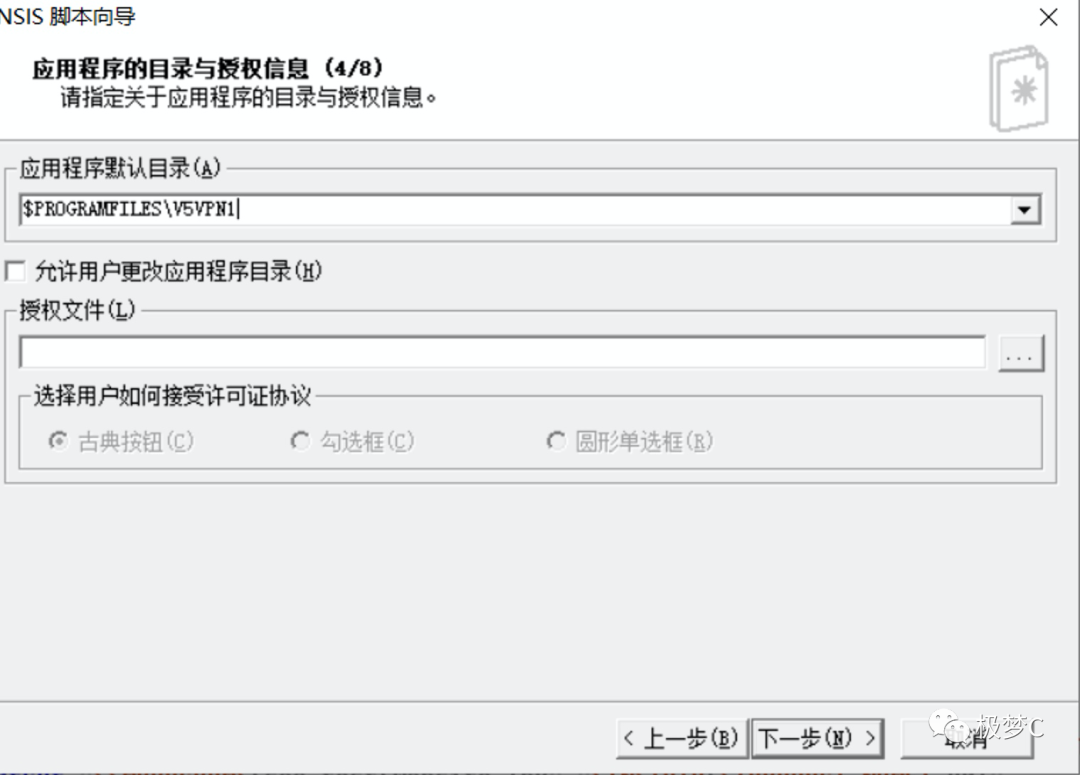 NSIS 脚本向导
应用程序的目录与授权信息 (4/8)
请指定关于应用程序的目录与授权信息。
应用程序默认目录(A)
$PROGRAMFILES\V5VPN1
允许用户更改应用程序目录(H)
授权文件(L)
...
选择用户如何接受许可证协议
古典按钮(C) 勾选框(C) 圆形单选框(R)
< 上一步(B) 下一步(N) > 取消
极梦C